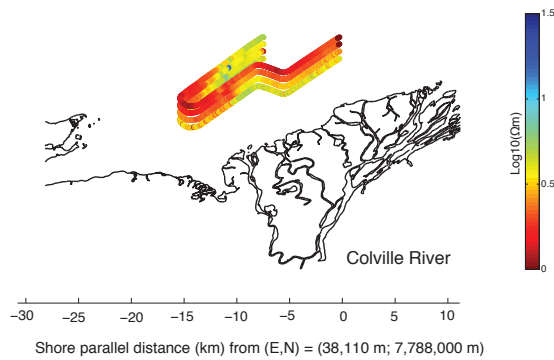 1.5
1
0.5
Log10(Ωm)
Colville River
−30 −25 −20 −15 −10 −5 0 5 10
Shore parallel distance (km) from (E,N) = (38,110 m; 7,788,000 m)